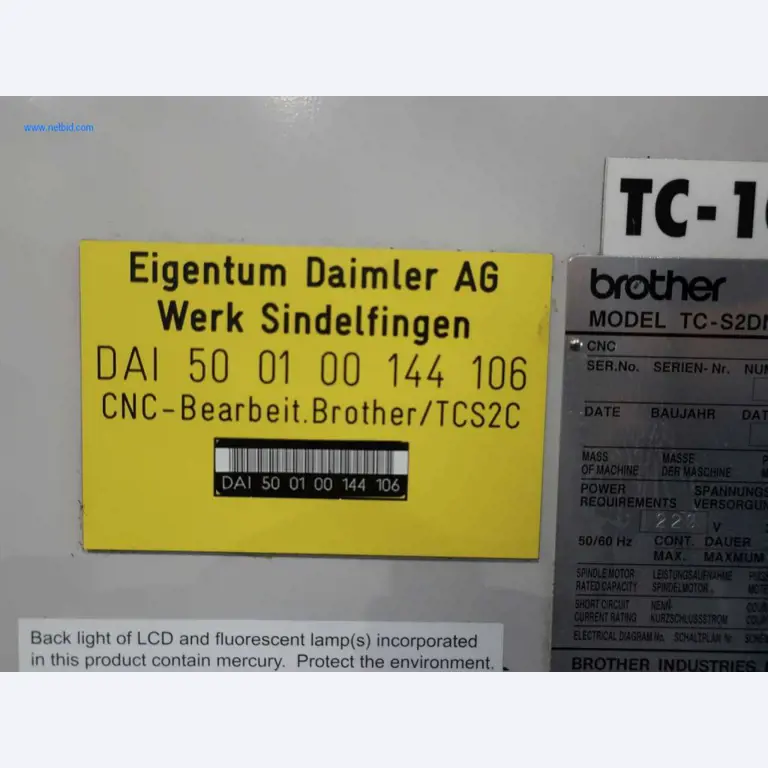 www.netbid.com
TC-1
Eigentum Daimler AG
Werk Sindelfingen
DAI 50 01 00 144 106
CNC-Bearbeit.Brother/TCS2C
DAI 50 01 00 144 106
brother
MODEL TC-S2D
CNC
SER.No. SERIEN-Nr. NU
DATE BAUJAHR DAT
MASS MASSE P
OF MACHINE DER MASCHINE M
POWER SPANNUNGS
REQUIREMENTS VERSORGUN
V
50/60 Hz CONT. DAUER
MAX. MAXMUM
SPINDLE MOTOR LEISTUNGSAUFNAHME
RATED CAPACITY SPINDELMOTOR
SHORT CIRCUIT NENN-
CURRENT RATING KURZSCHLUSSSTROM
ELECTRICAL DIAGRAM No. SCHALTPLAN Nr
BROTHER INDUSTRIES,
Back light of LCD and fluorescent lamp(s) incorporated
in this product contain mercury. Protect the environment.